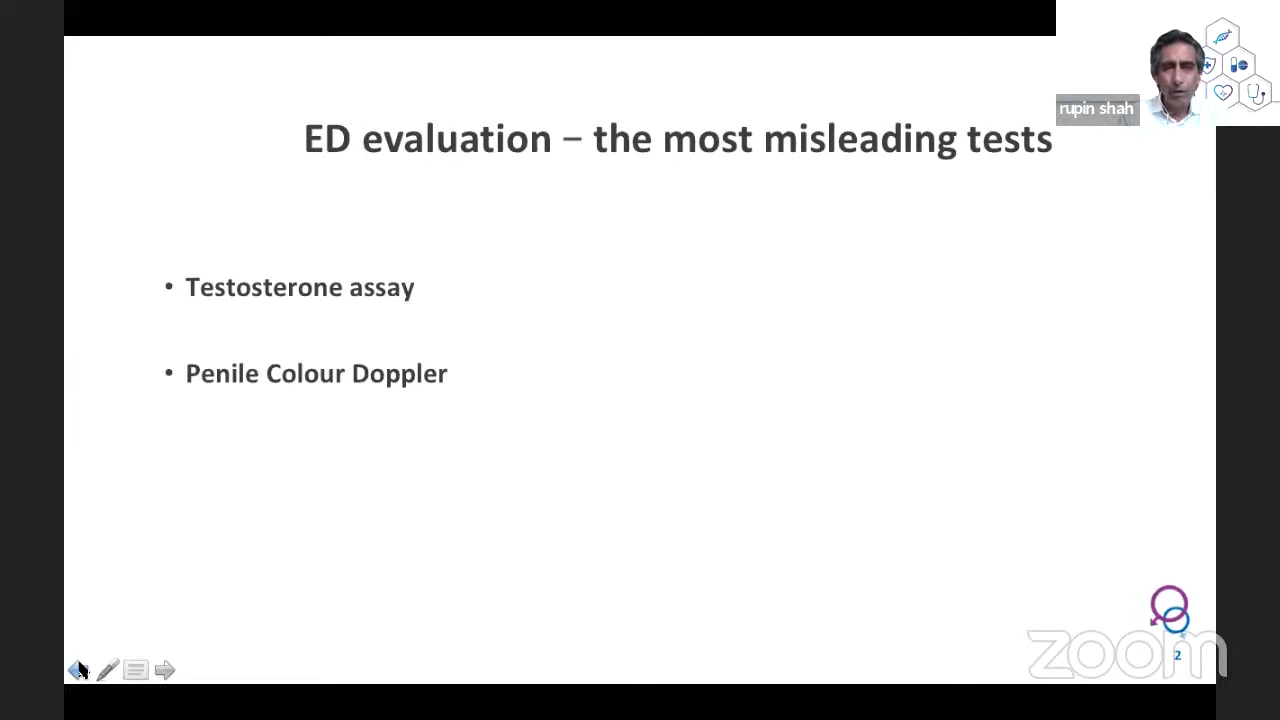 rupin shah
ED evaluation – the most misleading tests
• Testosterone assay
• Penile Colour Doppler
zoom
2